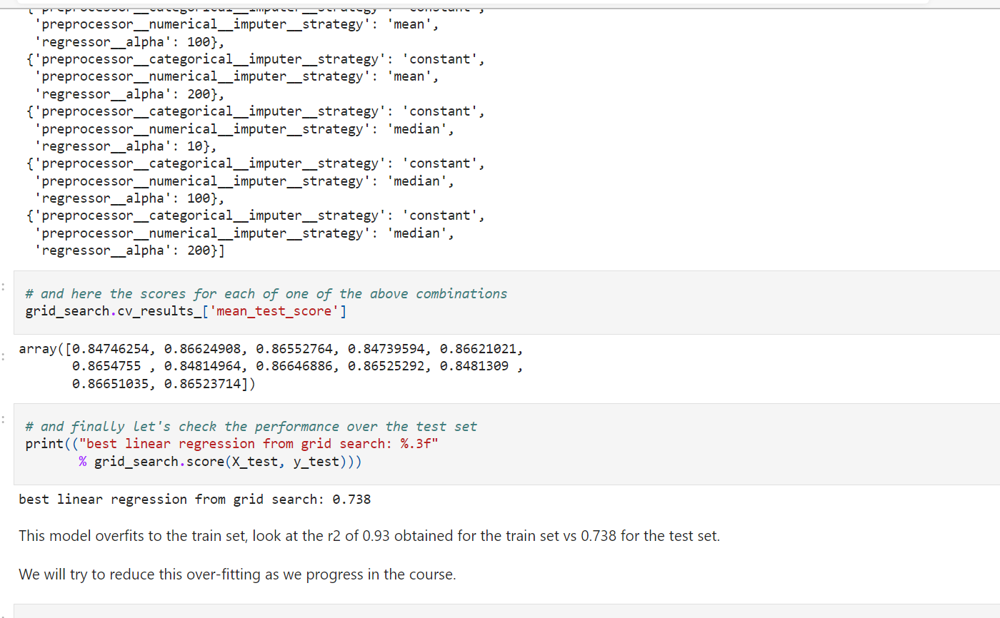 {'preprocessor__categorical__imputer__strategy': 'constant',
'preprocessor__numerical__imputer__strategy': 'mean',
'regressor__alpha': 100},
{'preprocessor__categorical__imputer__strategy': 'constant',
'preprocessor__numerical__imputer__strategy': 'mean',
'regressor__alpha': 200},
{'preprocessor__categorical__imputer__strategy': 'constant',
'preprocessor__numerical__imputer__strategy': 'median',
'regressor__alpha': 10},
{'preprocessor__categorical__imputer__strategy': 'constant',
'preprocessor__numerical__imputer__strategy': 'median',
'regressor__alpha': 100},
{'preprocessor__categorical__imputer__strategy': 'constant',
'preprocessor__numerical__imputer__strategy': 'median',
'regressor__alpha': 200}]
:
# and here the scores for each of one of the above combinations
grid_search.cv_results_['mean_test_score']
:
array([0.84746254, 0.86624908, 0.86552764, 0.84739594, 0.86621021,
0.8654755 , 0.84814964, 0.86646886, 0.86525292, 0.8481309 ,
0.86651035, 0.86523714])
:
# and finally let's check the performance over the test set
print(("best linear regression from grid search: %.3f"
% grid_search.score(X_test, y_test)))
best linear regression from grid search: 0.738
This model overfits to the train set, look at the r2 of 0.93 obtained for the train set vs 0.738 for the test set.
We will try to reduce this over-fitting as we progress in the course.